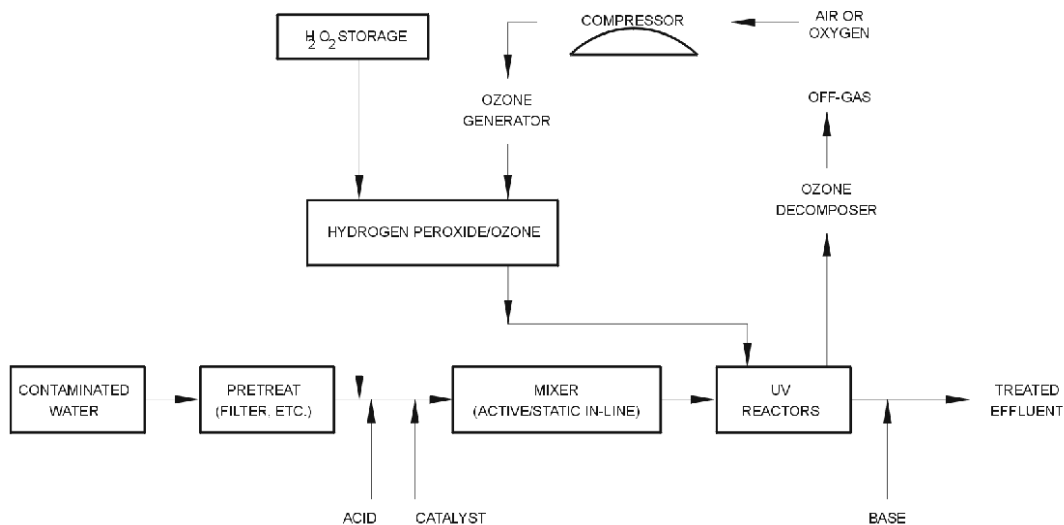 COMPRESSOR
AIR OR
OXYGEN
H2O2 STORAGE
OZONE
GENERATOR
OFF-GAS
OZONE
DECOMPOSER
HYDROGEN PEROXIDE/OZONE
CONTAMINATED
WATER
PRETREAT
(FILTER, ETC.)
MIXER
(ACTIVE/STATIC IN-LINE)
UV
REACTORS
TREATED
EFFLUENT
ACID
CATALYST
BASE